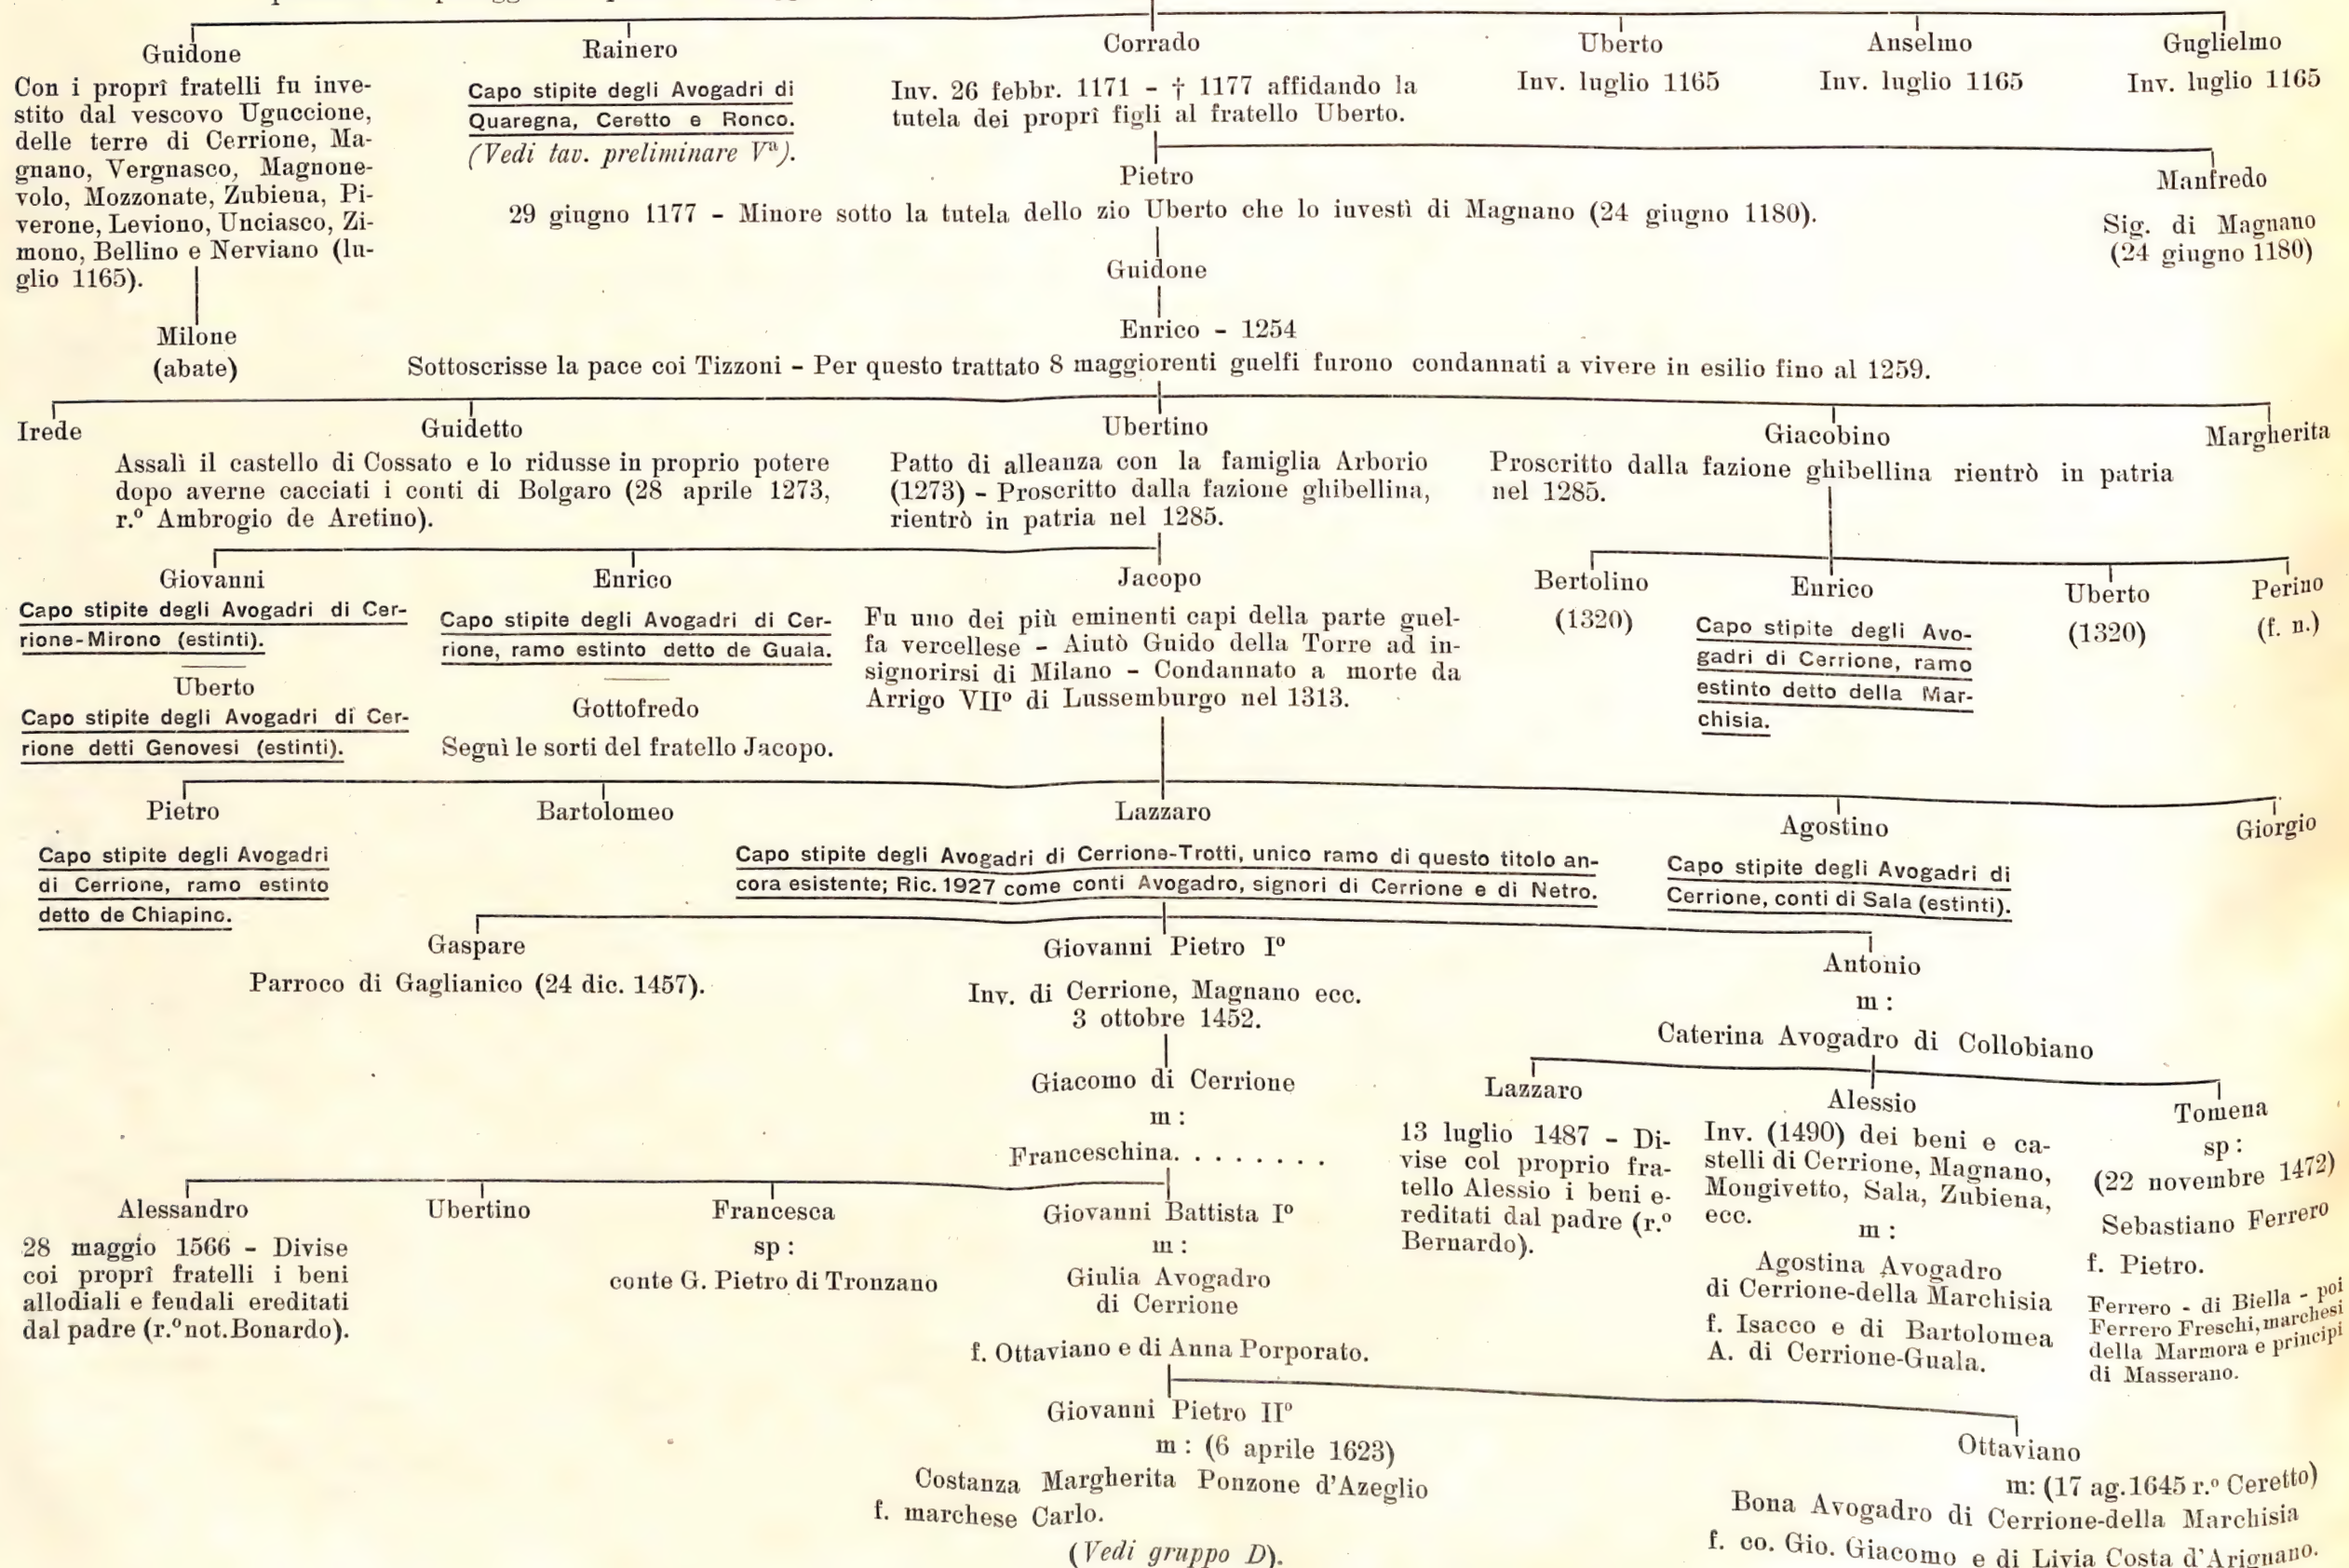 Guidone
Con i proprî fratelli fu inve-
stito dal vescovo Uguccione,
delle terre di Cerrione, Ma-
gnano, Vergnasco, Magnone-
volo, Mozzonate, Zubiena, Pi-
verone, Leviono, Unciasco, Zi-
mono, Bellino e Nerviano (lu-
glio 1165).
Rainero
Capo stipite degli Avogadri di
Quaregna, Ceretto e Ronco.
(Vedi tav. preliminare Vª).
Corrado
Inv. 26 febbr. 1171 - † 1177 affidando la
tutela dei proprî figli al fratello Uberto.
Uberto
Inv. luglio 1165
Anselmo
Inv. luglio 1165
Guglielmo
Inv. luglio 1165
Pietro
29 giugno 1177 - Minore sotto la tutela dello zio Uberto che lo investì di Magnano (24 giugno 1180).
Manfredo
Sig. di Magnano
(24 giugno 1180)
Milone
(abate)
Guidone
Enrico - 1254
Sottoscrisse la pace coi Tizzoni - Per questo trattato 8 maggiorenti guelfi furono condannati a vivere in esilio fino al 1259.
Irede
Guidetto
Assalì il castello di Cossato e lo ridusse in proprio potere
dopo averne cacciati i conti di Bolgaro (28 aprile 1273,
r.º Ambrogio de Aretino).
Ubertino
Patto di alleanza con la famiglia Arborio
(1273) - Proscritto dalla fazione ghibellina,
rientrò in patria nel 1285.
Giacobino
Proscritto dalla fazione ghibellina rientrò in patria
nel 1285.
Margherita
Giovanni
Capo stipite degli Avogadri di Cer-
rione-Mirono (estinti).
Uberto
Capo stipite degli Avogadri di Cer-
rione detti Genovesi (estinti).
Enrico
Capo stipite degli Avogadri di Cer-
rione, ramo estinto detto de Guala.
Gottofredo
Seguì le sorti del fratello Jacopo.
Jacopo
Fu uno dei più eminenti capi della parte guel-
fa vercellese - Aiutò Guido della Torre ad in-
signorirsi di Milano - Condannato a morte da
Arrigo VIIº di Lussemburgo nel 1313.
Bertolino
(1320)
Enrico
Capo stipite degli Avo-
gadri di Cerrione, ramo
estinto detto della Mar-
chisia.
Uberto
(1320)
Perino
(f. n.)
Pietro
Capo stipite degli Avogadri
di Cerrione, ramo estinto
detto de Chiapino.
Bartolomeo
Lazzaro
Capo stipite degli Avogadri di Cerrione-Trotti, unico ramo di questo titolo an-
cora esistente; Ric. 1927 come conti Avogadro, signori di Cerrione e di Netro.
Agostino
Capo stipite degli Avogadri di
Cerrione, conti di Sala (estinti).
Giorgio
Gaspare
Parroco di Gaglianico (24 dic. 1457).
Giovanni Pietro Iº
Inv. di Cerrione, Magnano ecc.
3 ottobre 1452.
Antonio
m :
Caterina Avogadro di Collobiano
Giacomo di Cerrione
m :
Franceschina. . . . . . . .
Lazzaro
13 luglio 1487 - Di-
vise col proprio fra-
tello Alessio i beni e-
reditati dal padre (r.º
Bernardo).
Alessio
Inv. (1490) dei beni e ca-
stelli di Cerrione, Magnano,
Mongivetto, Sala, Zubiena,
ecc.
m :
Agostina Avogadro
di Cerrione-della Marchisia
f. Isacco e di Bartolomea
A. di Cerrione-Guala.
Tomena
sp :
(22 novembre 1472)
Sebastiano Ferrero
f. Pietro.
Ferrero - di Biella - poi
Ferrero Freschi, marchesi
della Marmora e principi
di Masserano.
Alessandro
28 maggio 1566 - Divise
coi proprî fratelli i beni
allodiali e feudali ereditati
dal padre (r.º not. Bonardo).
Ubertino
Francesca
sp :
conte G. Pietro di Tronzano
Giovanni Battista Iº
m :
Giulia Avogadro
di Cerrione
f. Ottaviano e di Anna Porporato.
Giovanni Pietro IIº
m : (6 aprile 1623)
Costanza Margherita Ponzone d'Azeglio
f. marchese Carlo.
(Vedi gruppo D).
Ottaviano
m: (17 ag. 1645 r.º Ceretto)
Bona Avogadro di Cerrione-della Marchisia
f. co. Gio. Giacomo e di Livia Costa d'Arignano.